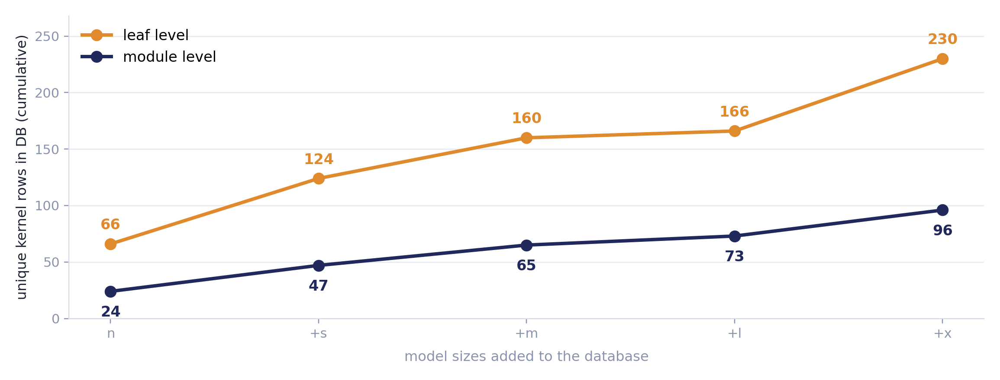 unique kernel rows in DB (cumulative)
250
200
150
100
50
0
leaf level
module level
66
124
160
166
230
24
47
65
73
96
n
+s
+m
+l
+x
model sizes added to the database